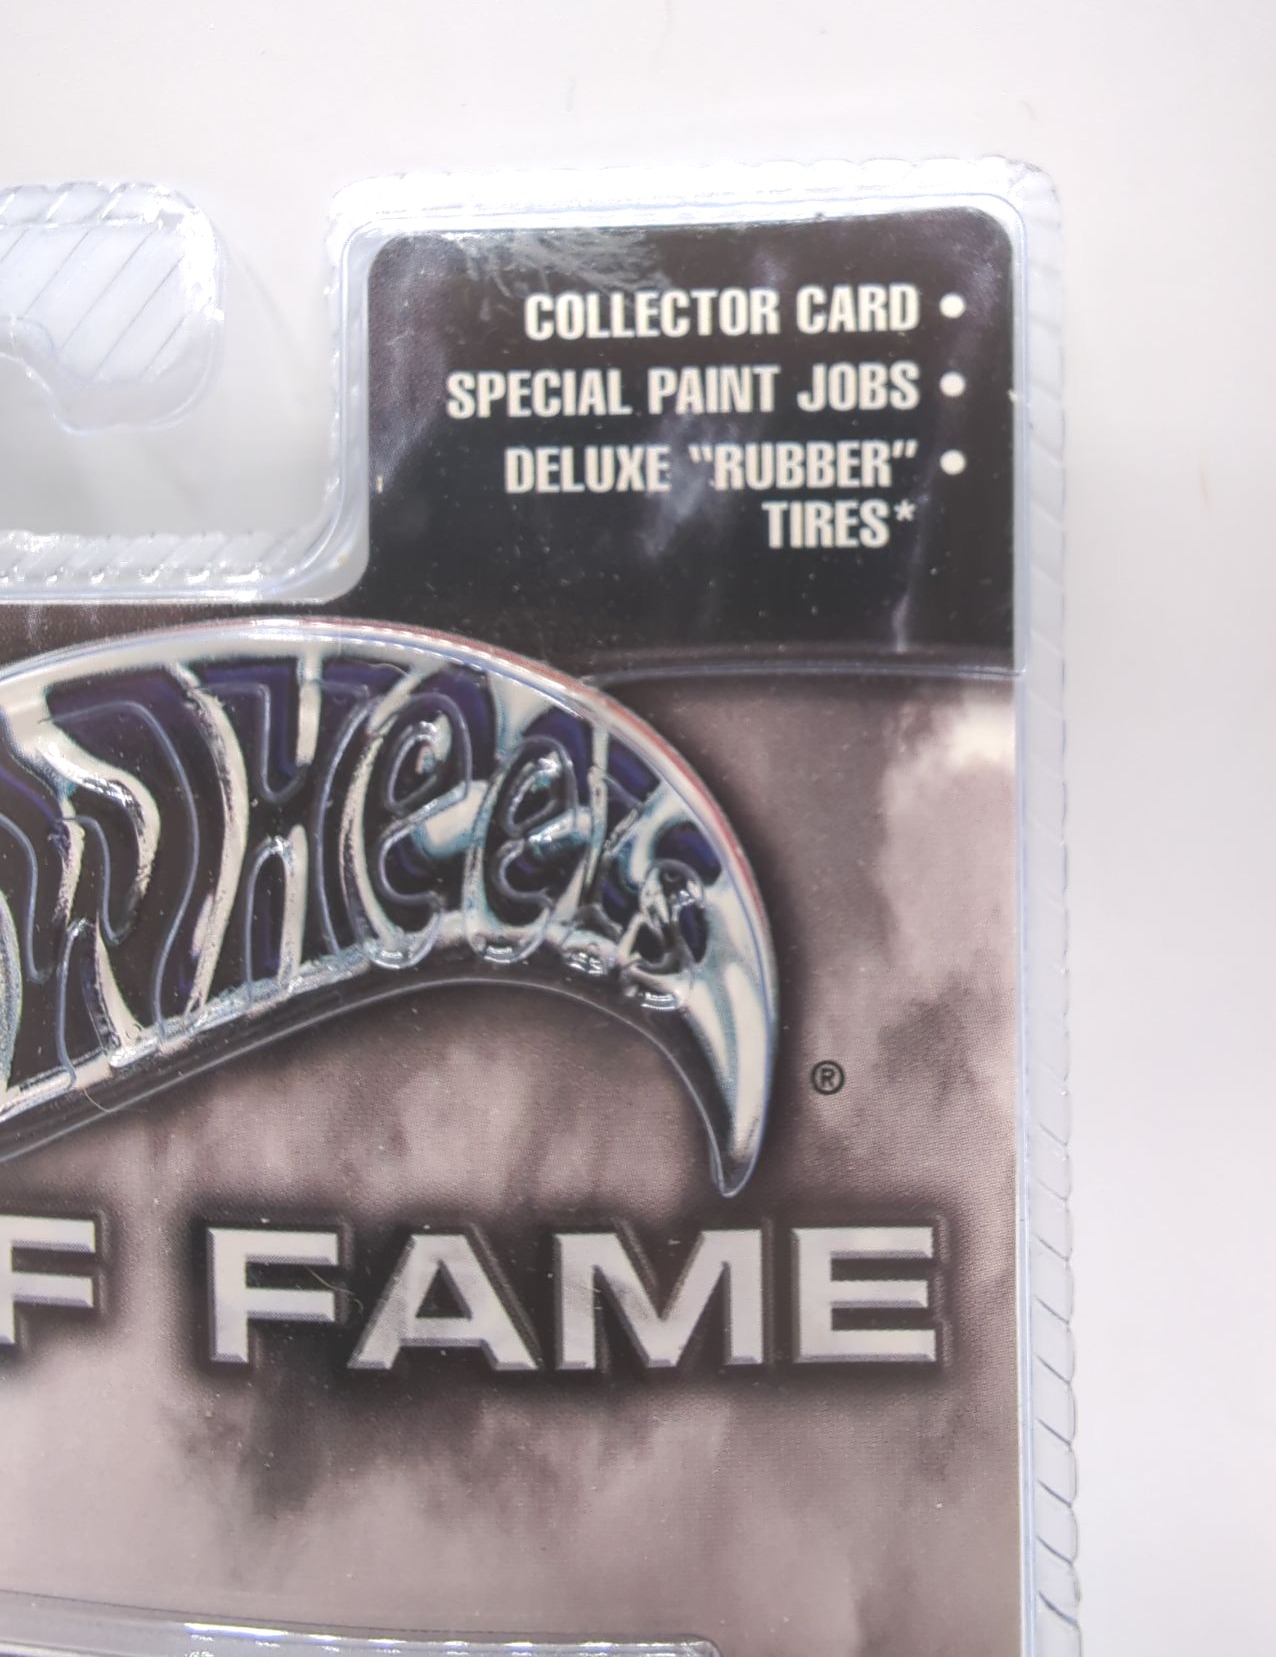 COLLECTOR CARD •
SPECIAL PAINT JOBS •
DELUXE "RUBBER" •
TIRES*
WHEELS
®
F FAME